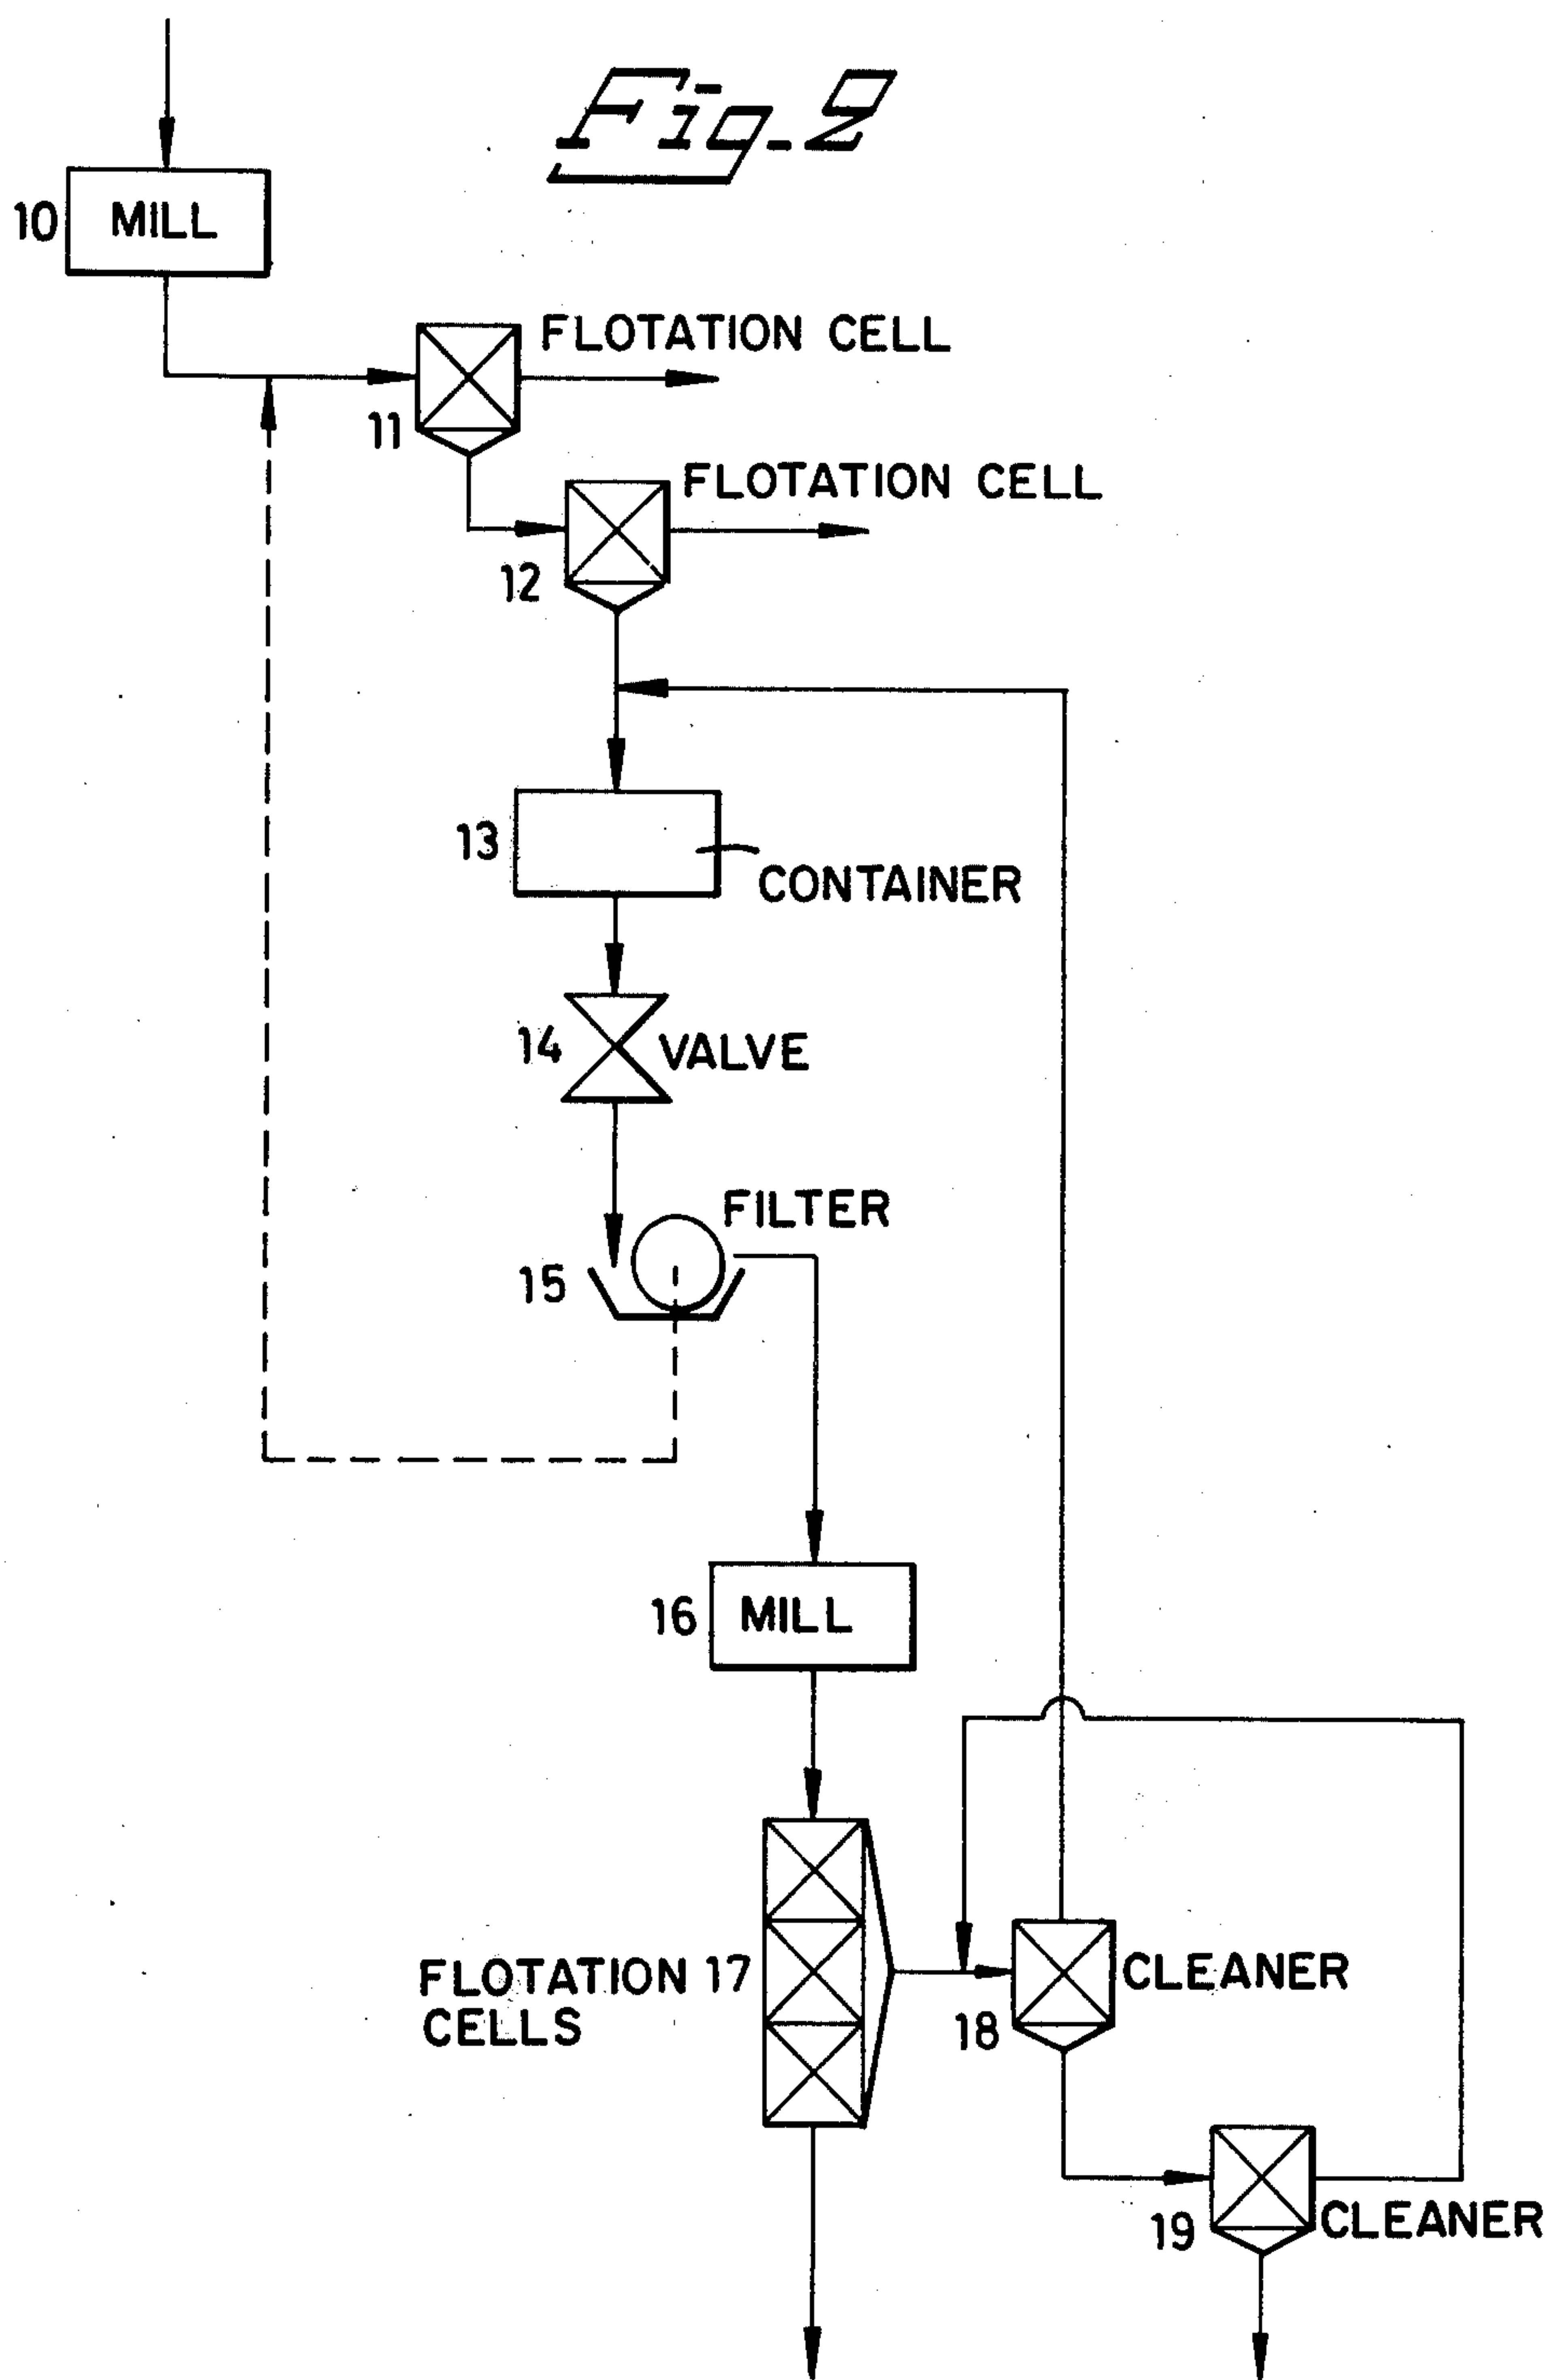 Fig. 2
10 MILL
FLOTATION CELL
11
FLOTATION CELL
12
13
CONTAINER
14 VALVE
FILTER
15
16 MILL
FLOTATION 17
CELLS
CLEANER
18
19 CLEANER